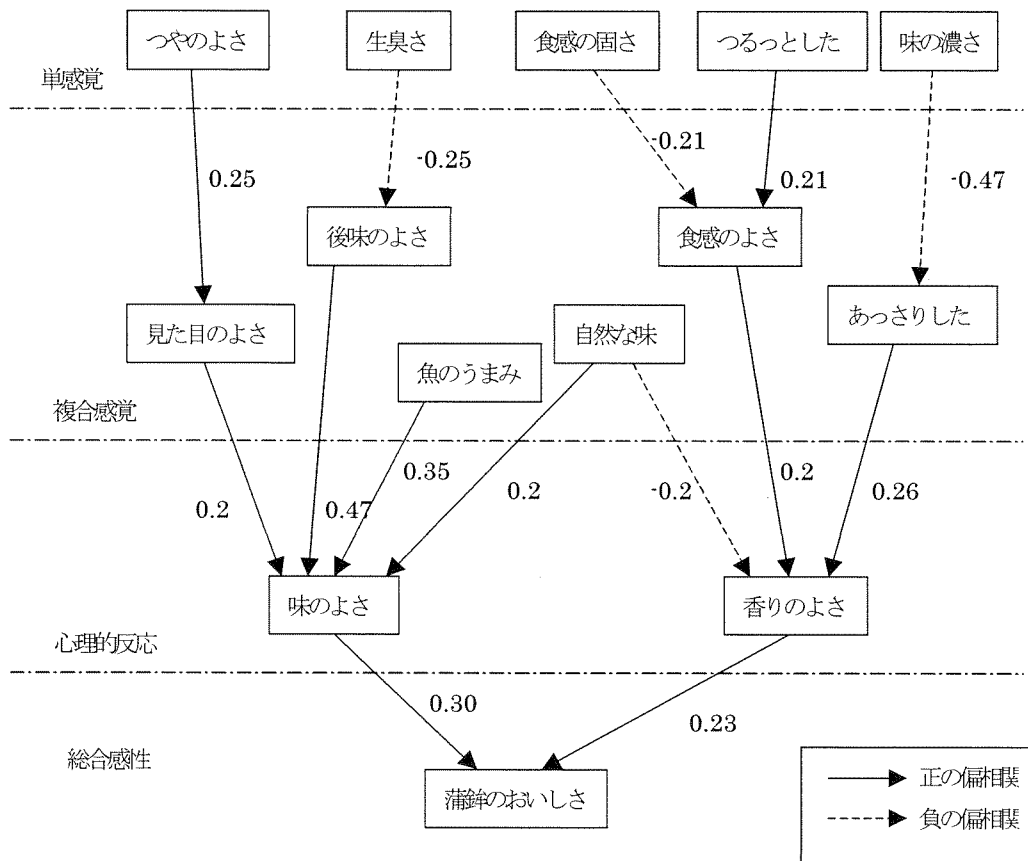 つやのよさ
生臭さ
食感の固さ
つるっとした
味の濃さ
単感覚
0.25
-0.25
-0.21
0.21
-0.47
後味のよさ
食感のよさ
見た目のよさ
自然な味
あっさりした
魚のうまみ
複合感覚
0.2
0.47
0.35
0.2
-0.2
0.2
0.26
味のよさ
香りのよさ
心理的反応
0.30
0.23
総合感性
蒲鉾のおいしさ
正の偏相関
負の偏相関